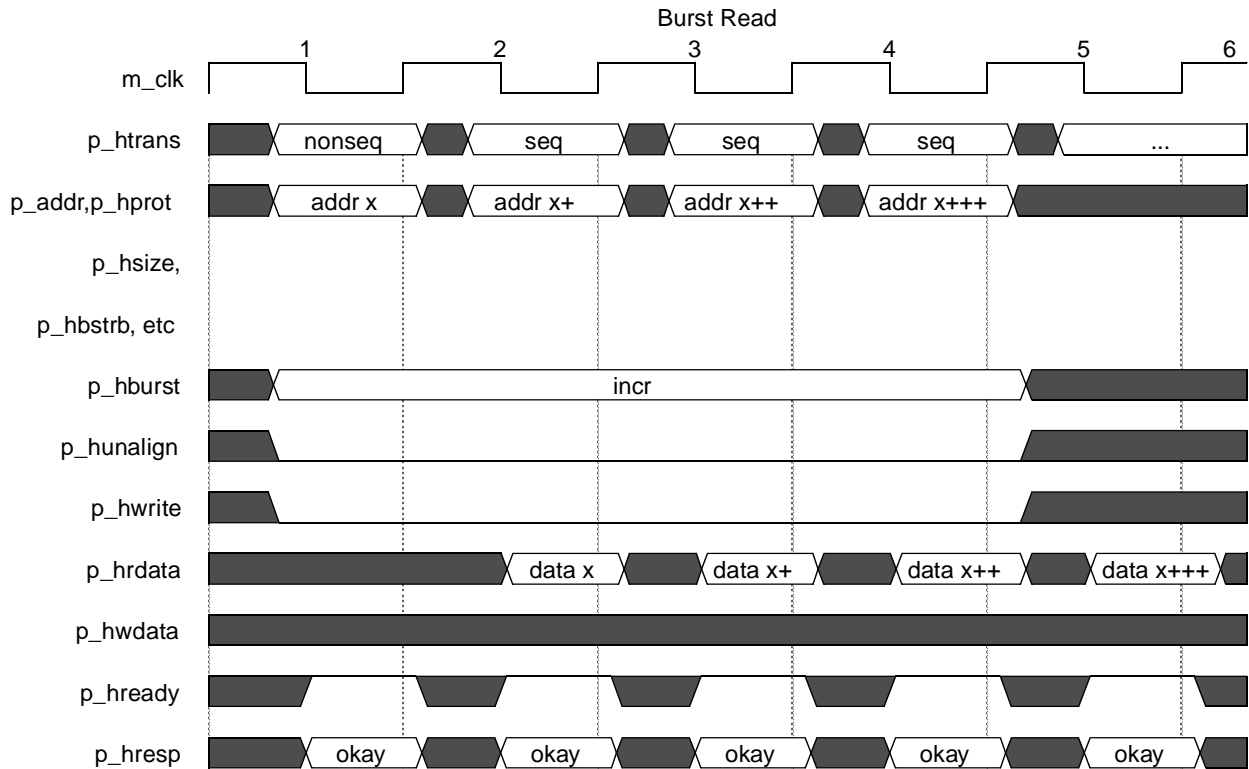 Burst Read
1 2 3 4 5 6
m_clk
p_htrans nonseq seq seq seq ...
p_addr,p_hprot addr x addr x+ addr x++ addr x+++
p_hsize,
p_hbstrb, etc
p_hburst incr
p_hunalign
p_hwrite
p_hrdata data x data x+ data x++ data x+++
p_hwdata
p_hready
p_hresp okay okay okay okay okay